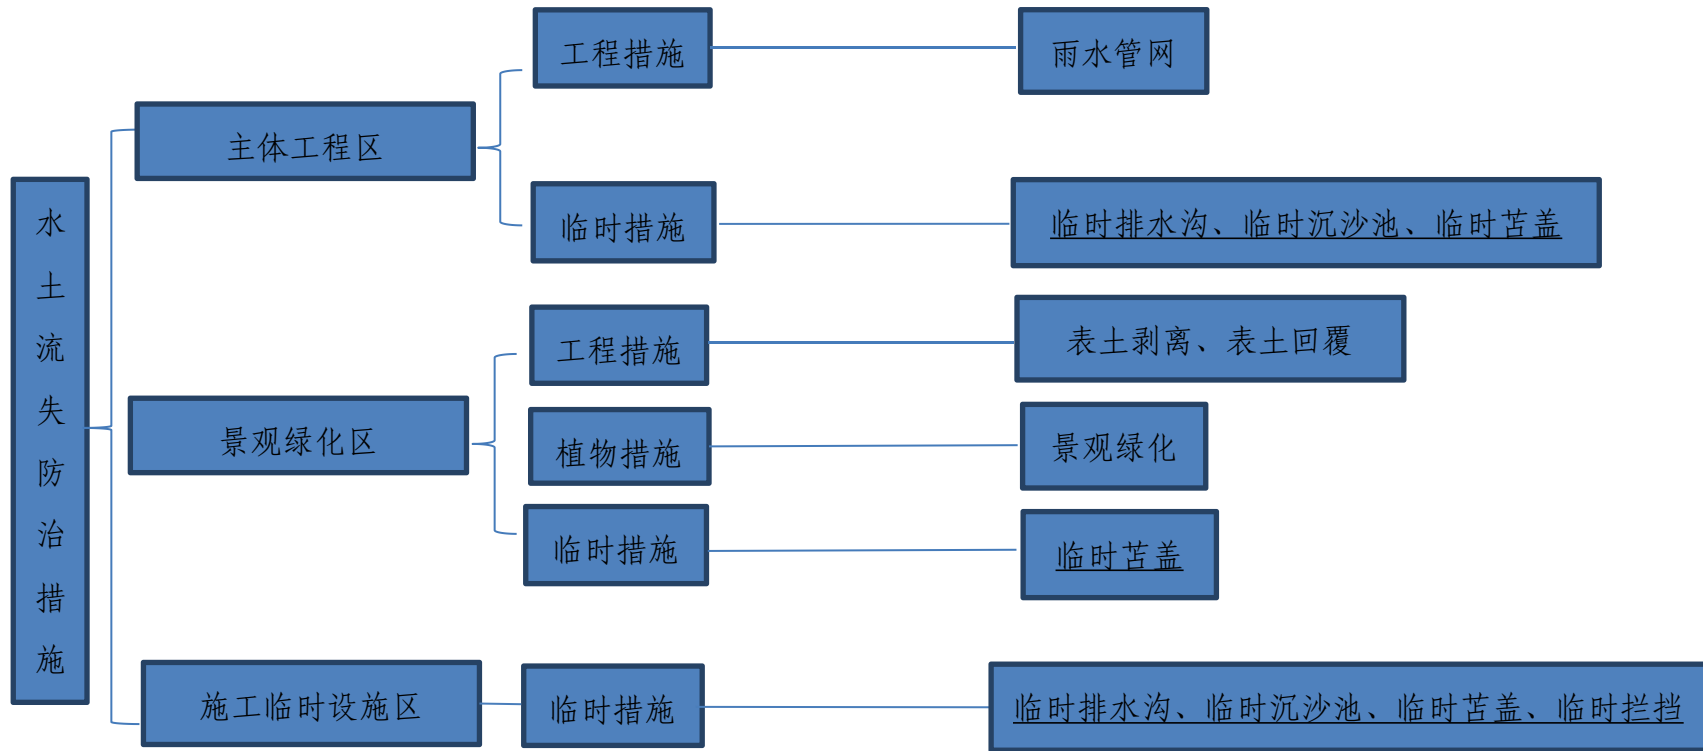 水土流失防治措施
主体工程区
工程措施
雨水管网
临时措施
临时排水沟、临时沉沙池、临时苫盖
景观绿化区
工程措施
表土剥离、表土回覆
植物措施
景观绿化
临时措施
临时苫盖
施工临时设施区
临时措施
临时排水沟、临时沉沙池、临时苫盖、临时拦挡